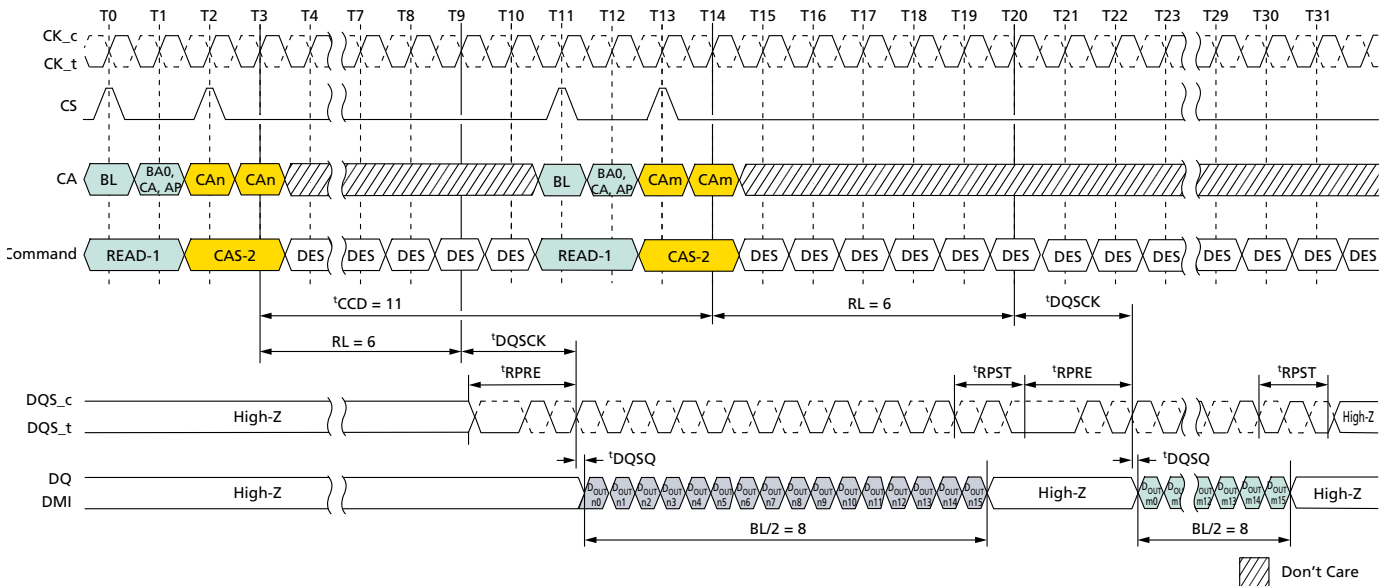 T0 T1 T2 T3 T4 T7 T8 T9 T10 T11 T12 T13 T14 T15 T16 T17 T18 T19 T20 T21 T22 T23 T29 T30 T31
CK_c
CK_t
CS
CA BL BA0, CA, AP CAn CAn BL BA0, CA, AP CAm CAm
Command READ-1 CAS-2 DES DES DES DES DES READ-1 CAS-2 DES DES DES DES DES DES DES DES DES DES DES DES DES
tCCD = 11 RL = 6 tDQSCK
RL = 6 tDQSCK
tRPRE tRPST tRPRE tRPST
DQS_c
DQS_t
High-Z High-Z
tDQSQ tDQSQ
DQ
DMI
High-Z DOUT n0 DOUT n1 DOUT n2 DOUT n3 DOUT n4 DOUT n5 DOUT n6 DOUT n7 DOUT n8 DOUT n9 DOUT n10 DOUT n11 DOUT n12 DOUT n13 DOUT n14 DOUT n15 High-Z DOUT m0 DOUT m1 DOUT m12 DOUT m13 DOUT m14 DOUT m15 High-Z
BL/2 = 8 BL/2 = 8
Don't Care